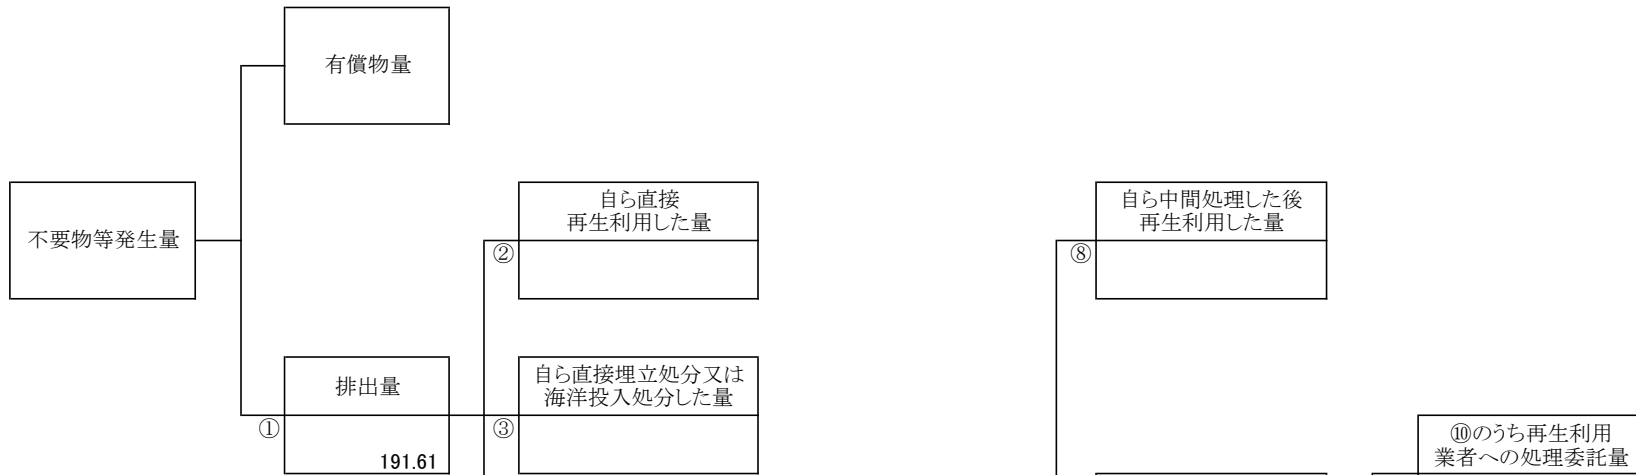 有償物量
不要物等発生量
自ら直接
再生利用した量
②
自ら中間処理した後
再生利用した量
⑧
排出量
①
191.61
自ら直接埋立処分又は
海洋投入処分した量
③
⑩のうち再生利用
業者への処理委託量